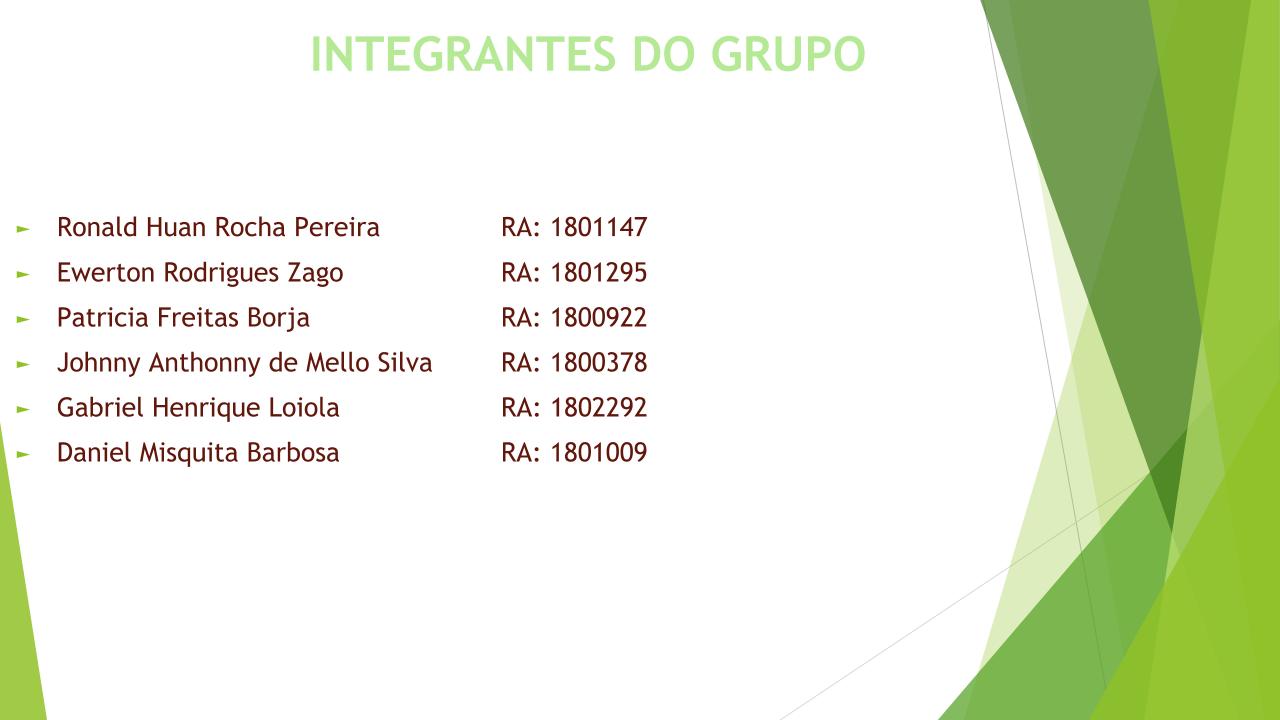 INTEGRANTES DO GRUPO
► Ronald Huan Rocha Pereira RA: 1801147
► Ewerton Rodrigues Zago RA: 1801295
► Patricia Freitas Borja RA: 1800922
► Johnny Anthonny de Mello Silva RA: 1800378
► Gabriel Henrique Loiola RA: 1802292
► Daniel Misquita Barbosa RA: 1801009